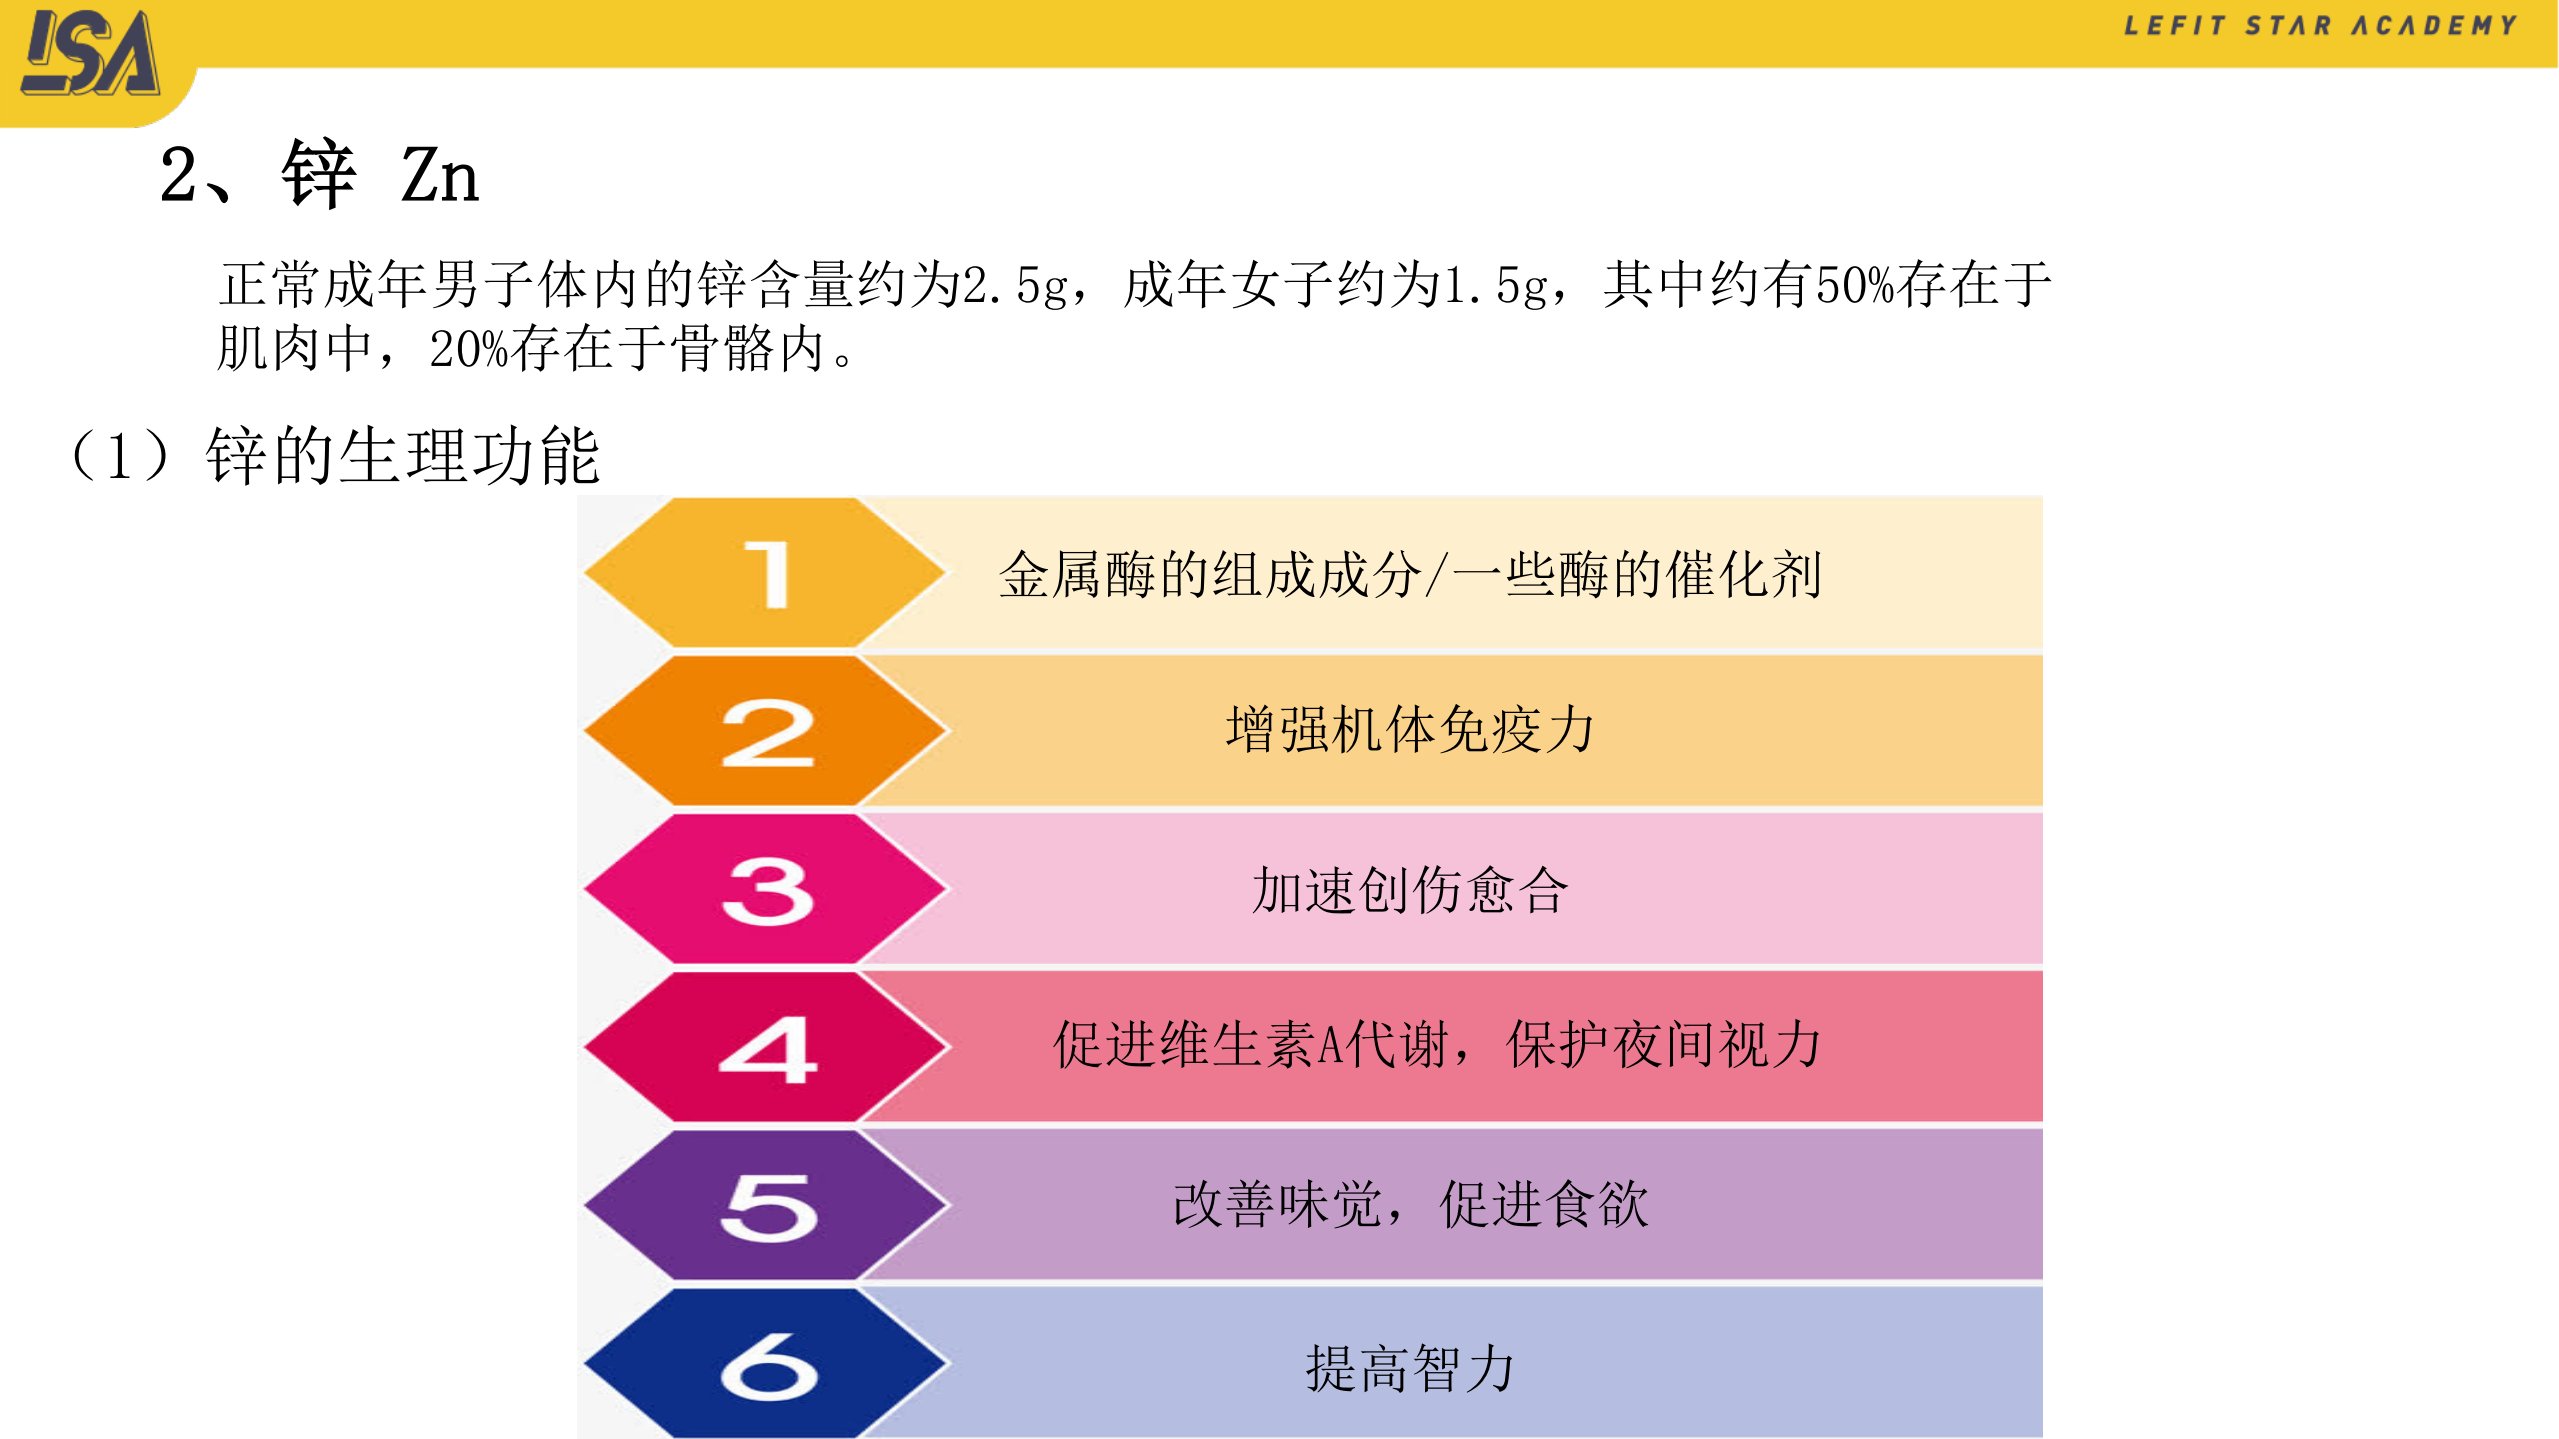 LSA
LEFIT STAR ACADEMY
2、锌 Zn
正常成年男子体内的锌含量约为2.5g，成年女子约为1.5g，其中约有50%存在于
肌肉中，20%存在于骨骼内。
（1）锌的生理功能
1 金属酶的组成成分/一些酶的催化剂
2 增强机体免疫力
3 加速创伤愈合
4 促进维生素A代谢，保护夜间视力
5 改善味觉，促进食欲
6 提高智力